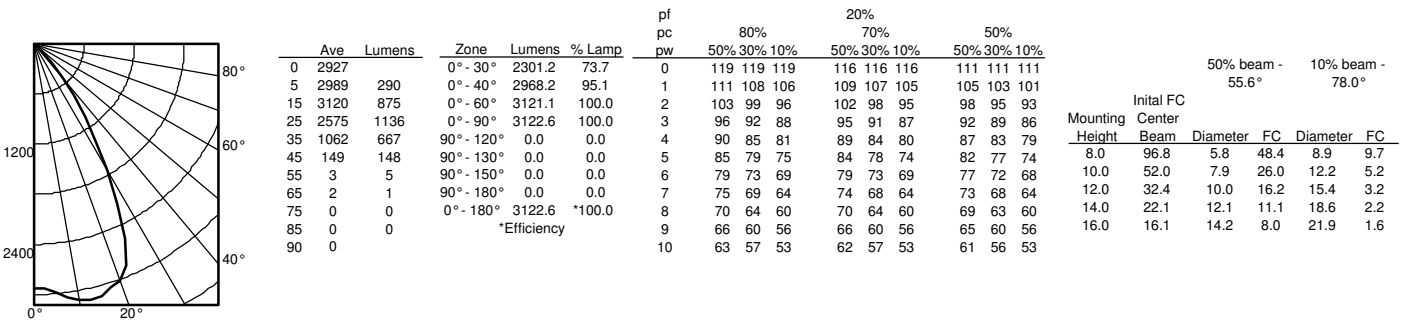 80°
60°
40°
1200
2400
0° 20°
Ave Lumens
0 2927
5 2989 290
15 3120 875
25 2575 1136
35 1062 667
45 149 148
55 3 5
65 2 1
75 0 0
85 0 0
90 0
Zone Lumens % Lamp
0° - 30° 2301.2 73.7
0° - 40° 2968.2 95.1
0° - 60° 3121.1 100.0
0° - 90° 3122.6 100.0
90° - 120° 0.0 0.0
90° - 130° 0.0 0.0
90° - 150° 0.0 0.0
90° - 180° 0.0 0.0
0° - 180° 3122.6 *100.0
*Efficiency
pf 20%
pc 80% 70% 50%
pw 50% 30% 10% 50% 30% 10% 50% 30% 10%
0 119 119 119 116 116 116 111 111 111
1 111 108 106 109 107 105 105 103 101
2 103 99 96 102 98 95 98 95 93
3 96 92 88 95 91 87 92 89 86
4 90 85 81 89 84 80 87 83 79
5 85 79 75 84 78 74 82 77 74
6 79 73 69 79 73 69 77 72 68
7 75 69 64 74 68 64 73 68 64
8 70 64 60 70 64 60 69 63 60
9 66 60 56 66 60 56 65 60 56
10 63 57 53 62 57 53 61 56 53
50% beam - 10% beam -
55.6° 78.0°
Inital FC
Mounting Center
Height Beam Diameter FC Diameter FC
8.0 96.8 5.8 48.4 8.9 9.7
10.0 52.0 7.9 26.0 12.2 5.2
12.0 32.4 10.0 16.2 15.4 3.2
14.0 22.1 12.1 11.1 18.6 2.2
16.0 16.1 14.2 8.0 21.9 1.6